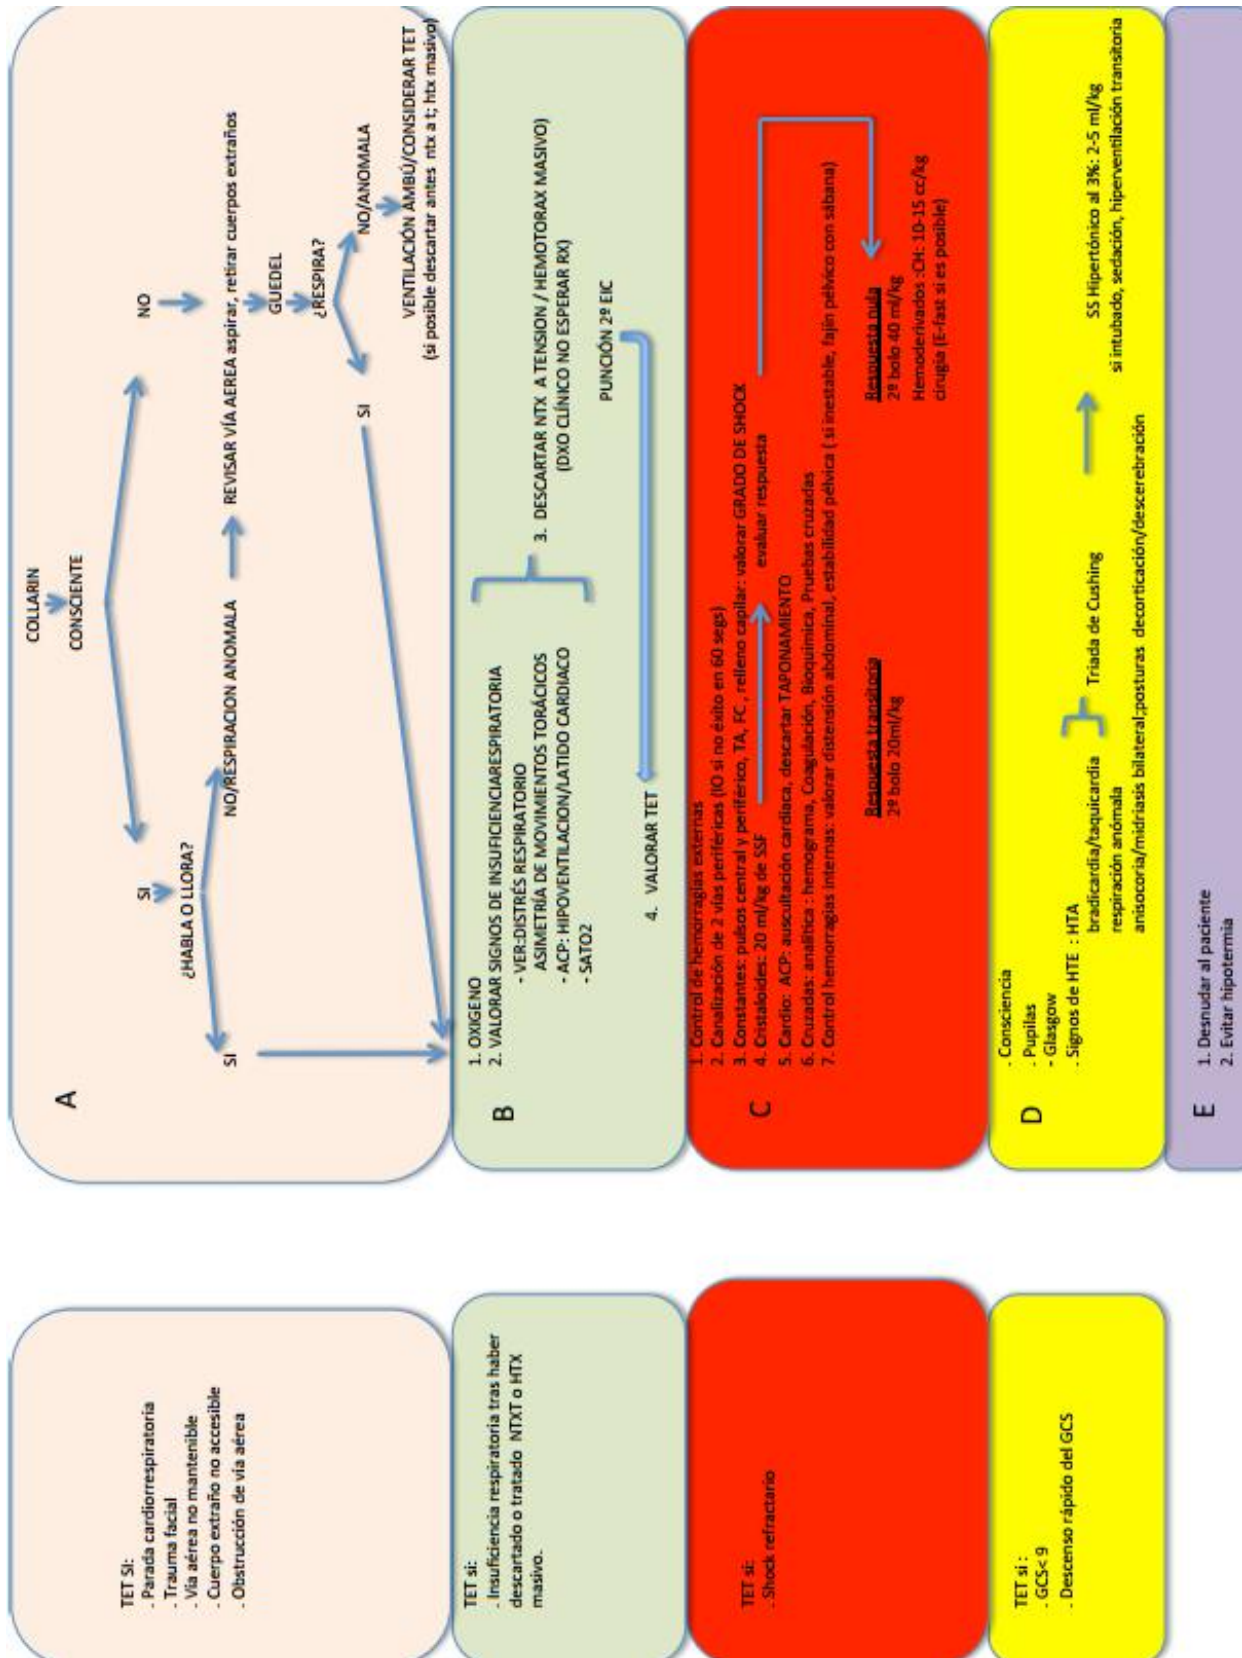 COLLARIN
CONSCIENTE
A
SI
NO
¿HABLA O LLORA?
SI
NO/RESPIRACION ANOMALA
REVISAR VÍA AEREA aspirar, retirar cuerpos extraños
GUEDEL
¿RESPIRA?
SI
NO/ANOMALA
VENTILACIÓN AMBÚ/CONSIDERAR TET
(si posible descartar antes ntx a t; htx masivo)
TET SI:
. Parada cardiorrespiratoria
. Trauma facial
. Vía aérea no mantenible
. Cuerpo extraño no accesible
. Obstrucción de vía aérea
B
1. OXIGENO
2. VALORAR SIGNOS DE INSUFICIENCIARESPIRATORIA
- VER:DISTRÉS RESPIRATORIO
ASIMETRÍA DE MOVIMIENTOS TORÁCICOS
- ACP: HIPOVENTILACION/LATIDO CARDIACO
- SATO2
3. DESCARTAR NTX A TENSION / HEMOTORAX MASIVO)
(DXO CLÍNICO NO ESPERAR RX)
PUNCIÓN 2º EIC
4. VALORAR TET
TET si:
. Insuficiencia respiratoria tras haber
descartado o tratado NTXT o HTX
masivo.
C
1. Control de hemorragias externas
2. Canalización de 2 vías periféricas (IO si no éxito en 60 segs)
3. Constantes: pulsos central y periférico, TA, FC , relleno capilar: valorar GRADO DE SHOCK
4. Cristaloides: 20 ml/kg de SSF
evaluar respuesta
5. Cardio: ACP: auscultación cardiaca, descartar TAPONAMIENTO
6. Cruzadas: analítica : hemograma, Coagulación, Bioquímica, Pruebas cruzadas
7. Control hemorragias internas: valorar distensión abdominal, estabilidad pélvica ( si inestable, fajín pélvico con sábana)
Respuesta transitoria
2º bolo 20ml/kg
Respuesta nula
2º bolo 40 ml/kg
Hemoderivados :CH: 10-15 cc/kg
cirugía (E-fast si es posible)
TET si:
. Shock refractario
D
. Consciencia
. Pupilas
- Glasgow
. Signos de HTE : HTA
bradicardia/taquicardia
respiración anómala
anisocoria/midriasis bilateral;posturas decorticación/descerebración
Triada de Cushing
SS Hipertónico al 3%: 2-5 ml/kg
si intubado, sedación, hiperventilación transitoria
TET si :
. GCS< 9
. Descenso rápido del GCS
E
1. Desnudar al paciente
2. Evitar hipotermia